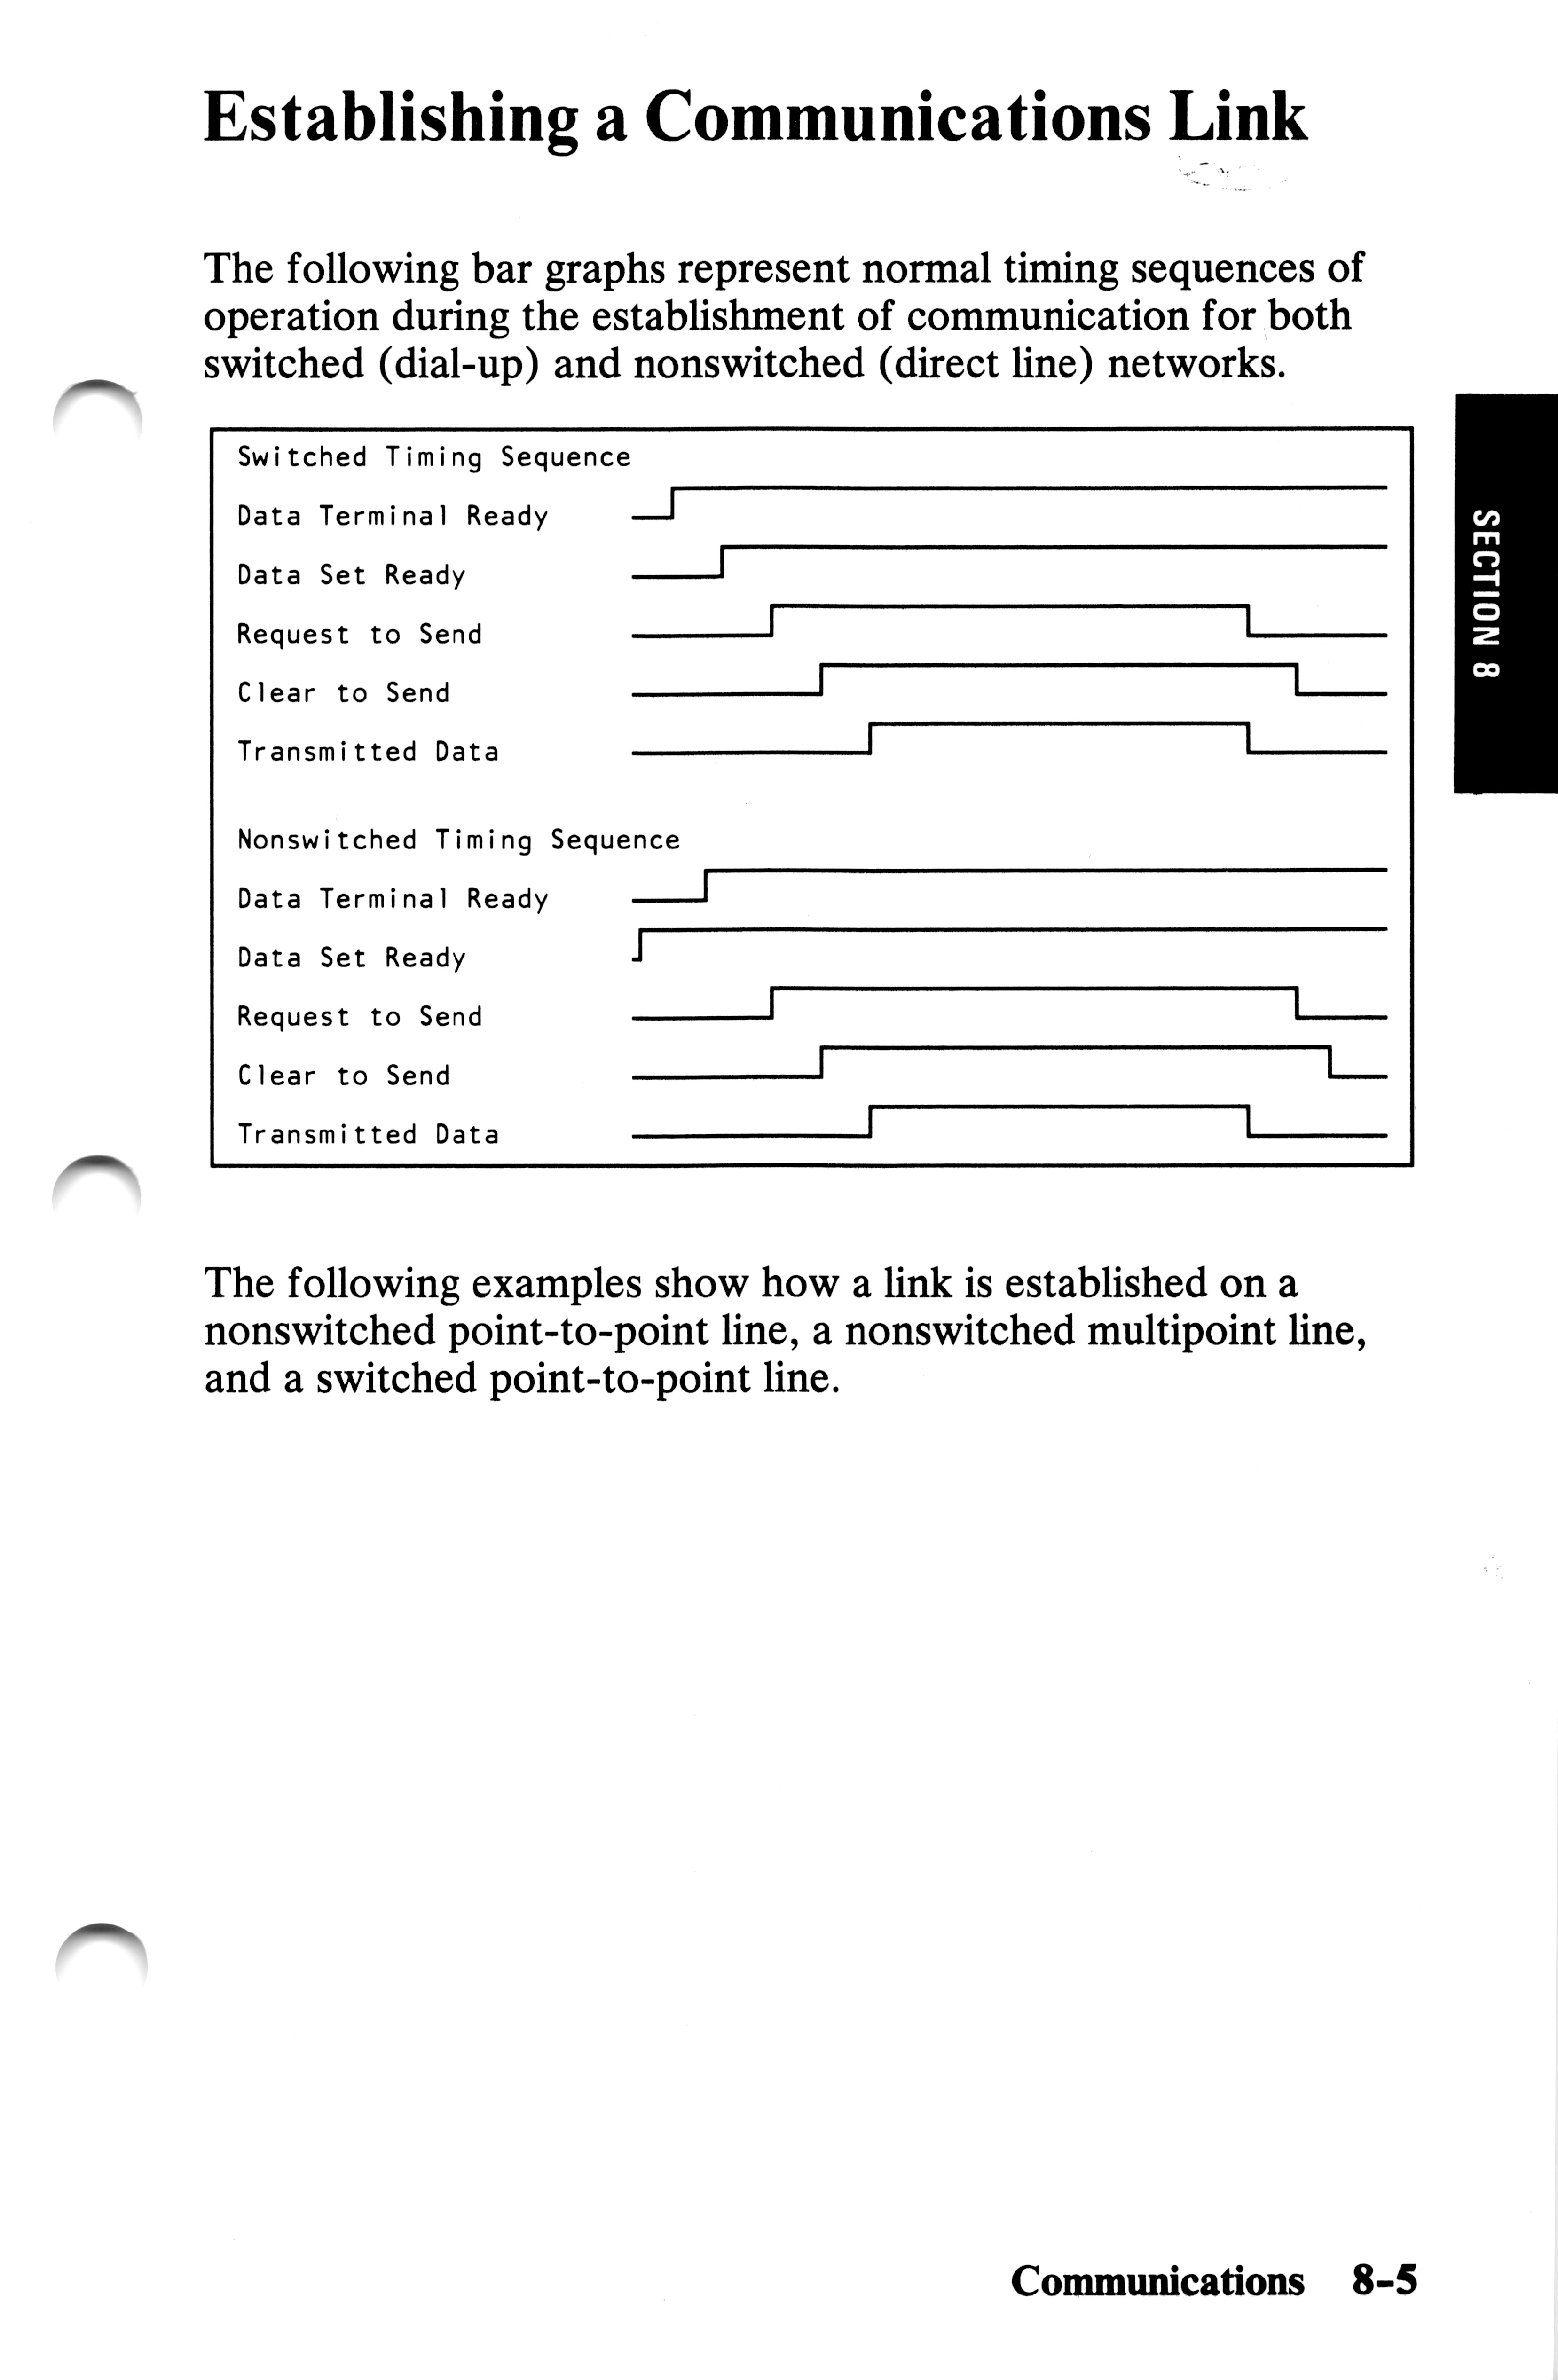 Establishing a Communications Link
The following bar graphs represent normal timing sequences of
operation during the establishment of communication for both
switched (dial-up) and nonswitched (direct line) networks.
Switched Timing Sequence
Data Terminal Ready
Data Set Ready
Request to Send
Clear to Send
Transmitted Data
Nonswitched Timing Sequence
Data Terminal Ready
Data Set Ready
Request to Send
Clear to Send
Transmitted Data
SECTION 8
The following examples show how a link is established on a
nonswitched point-to-point line, a nonswitched multipoint line,
and a switched point-to-point line.
Communications 8-5